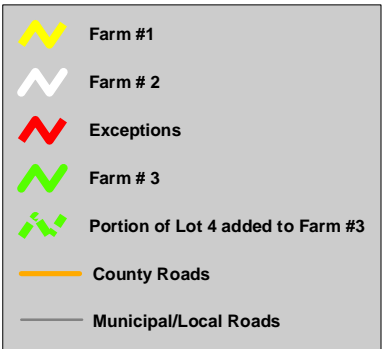 Farm #1
Farm # 2
Exceptions
Farm # 3
Portion of Lot 4 added to Farm #3
County Roads
Municipal/Local Roads